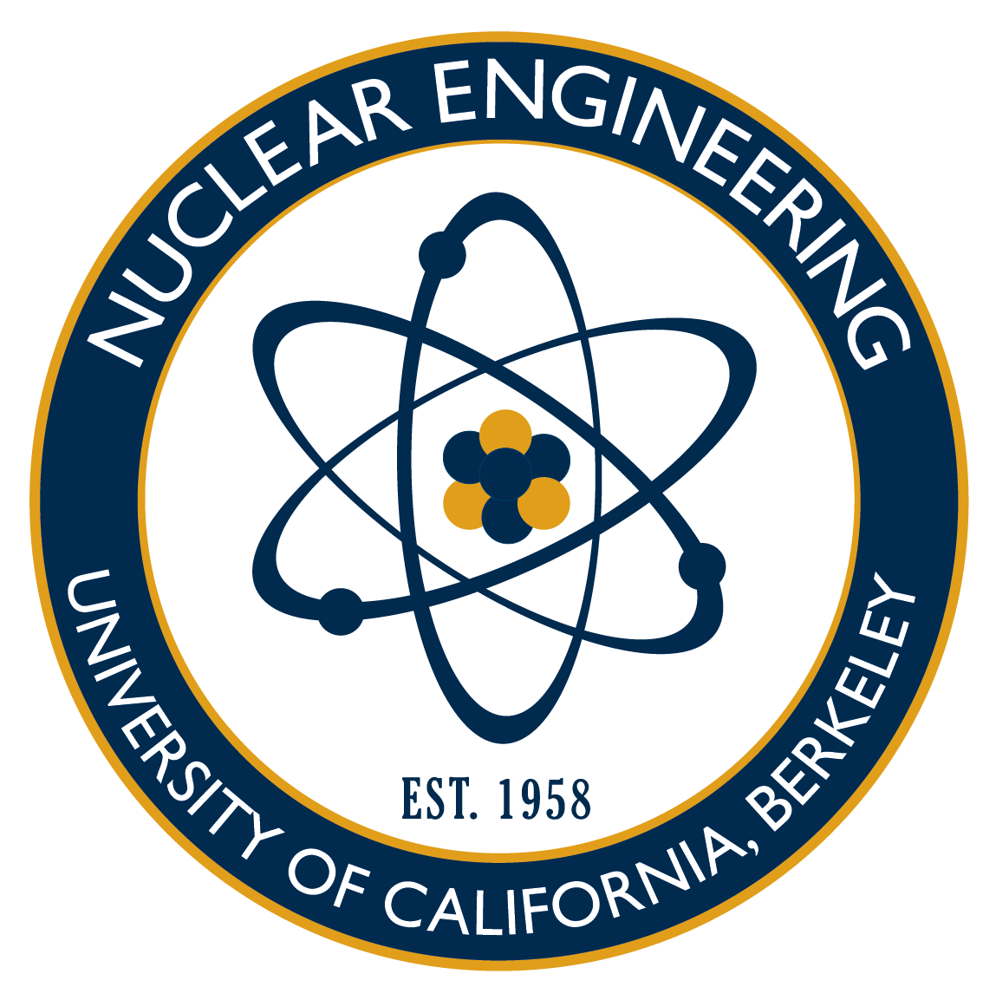 NUCLEAR ENGINEERING
EST. 1958
UNIVERSITY OF CALIFORNIA, BERKELEY